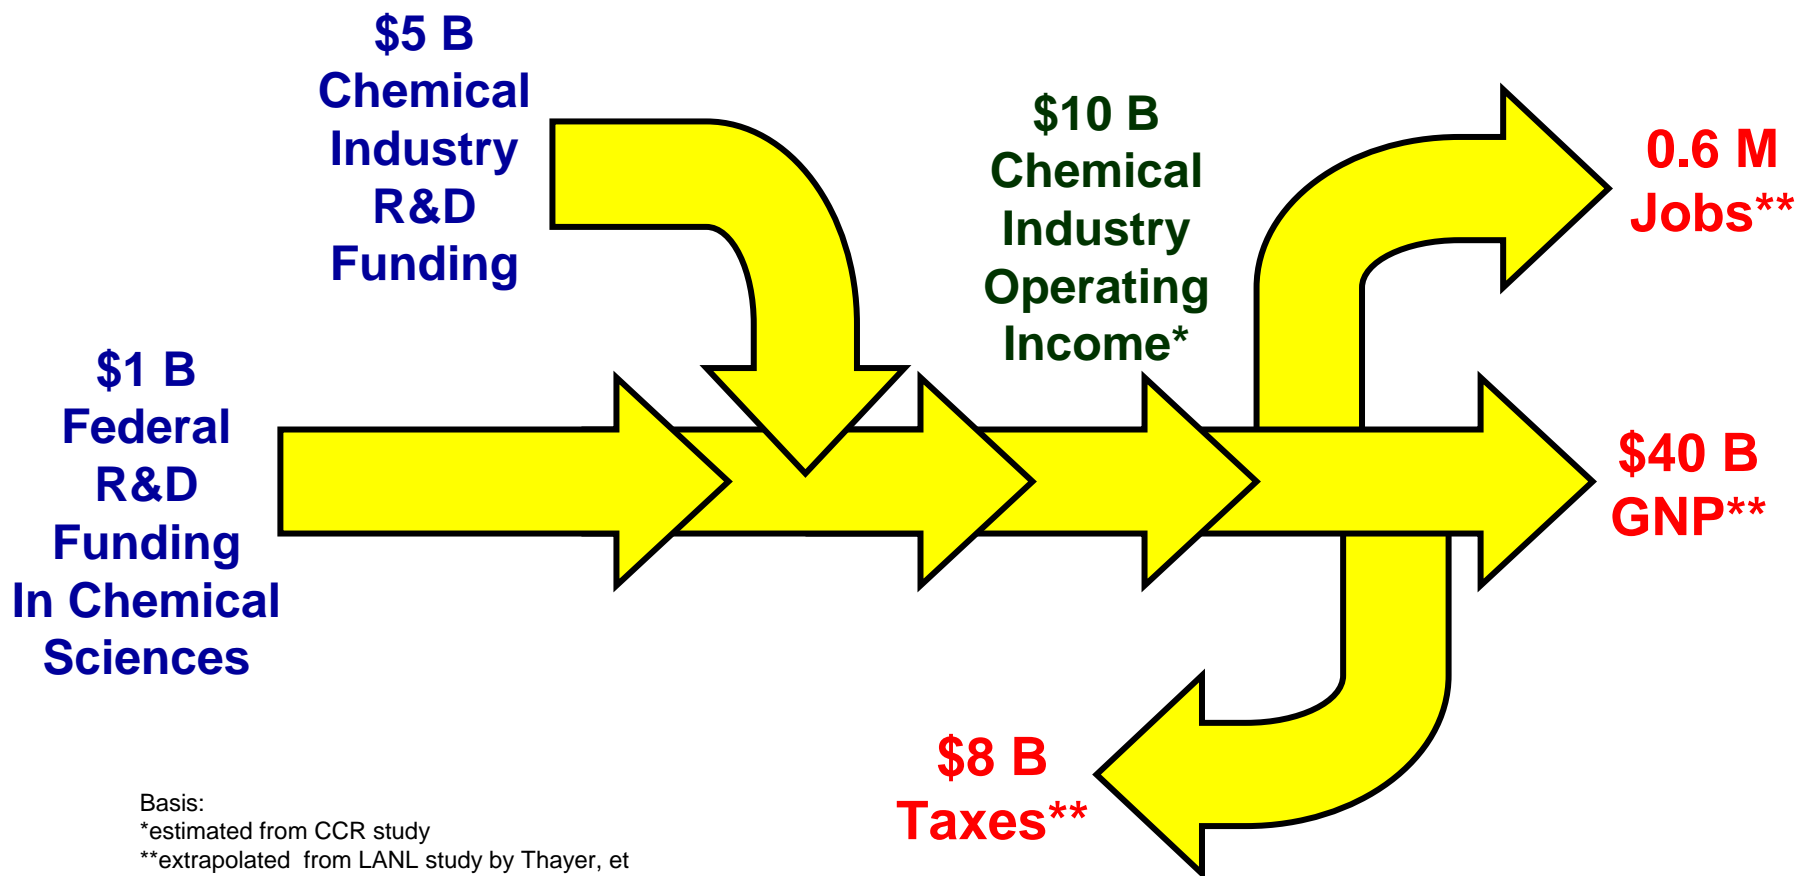 $5 B
Chemical
Industry
R&D
Funding
$1 B
Federal
R&D
Funding
In Chemical
Sciences
$10 B
Chemical
Industry
Operating
Income*
0.6 M
Jobs**
$40 B
GNP**
$8 B
Taxes**
Basis:
*estimated from CCR study
**extrapolated from LANL study by Thayer, et